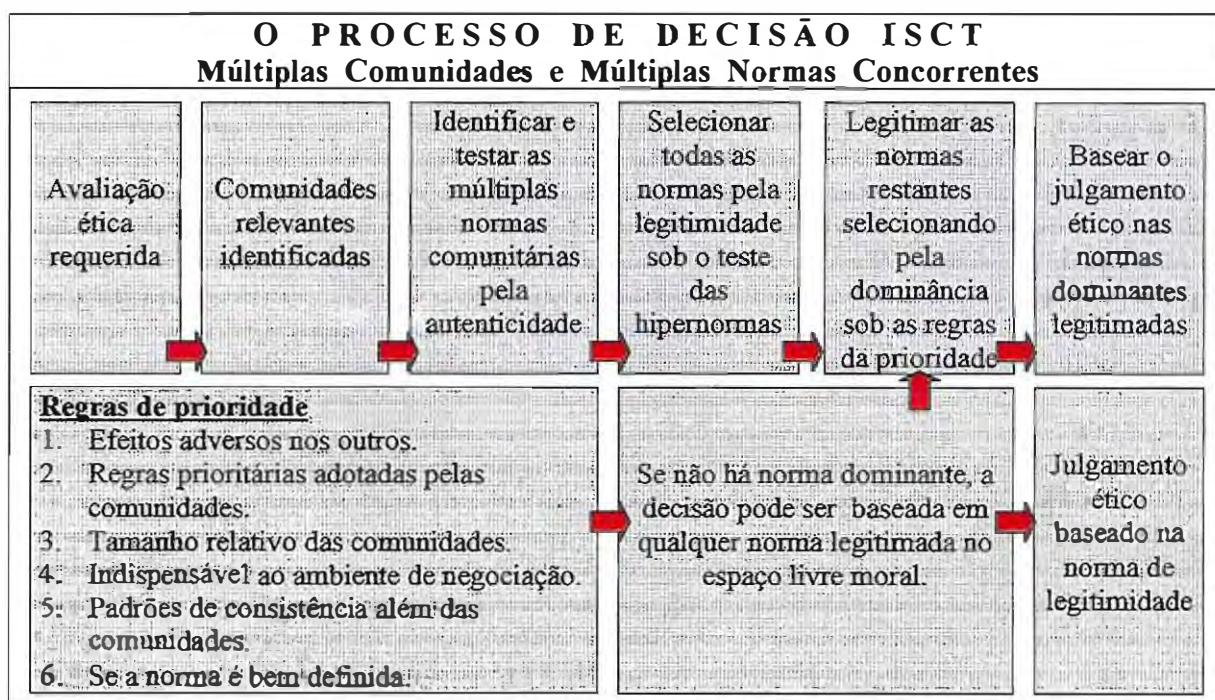 O PROCESSO DE DECISÃO ISCT
Múltiplas Comunidades e Múltiplas Normas Concorrentes
Avaliação
ética
requerida
Comunidades
relevantes
identificadas
Identificar e
testar as
múltiplas
normas
comunitárias
pela
autenticidade
Selecionar
todas as
normas pela
legitimidade
sob o teste
das
hipernormas
Legitimar as
normas
restantes
selecionando
pela
dominância
sob as regras
da prioridade
Basear o
julgamento
ético nas
normas
dominantes
legitimadas
Regras de prioridade
1. Efeitos adversos nos outros.
2. Regras prioritárias adotadas pelas
comunidades.
3. Tamanho relativo das comunidades.
4. Indispensável ao ambiente de negociação.
5. Padrões de consistência além das
comunidades.
6. Se a norma é bem definida.
Se não há norma dominante, a
decisão pode ser baseada em
qualquer norma legitimada no
espaço livre moral.
Julgamento
ético
baseado na
norma de
legitimidade